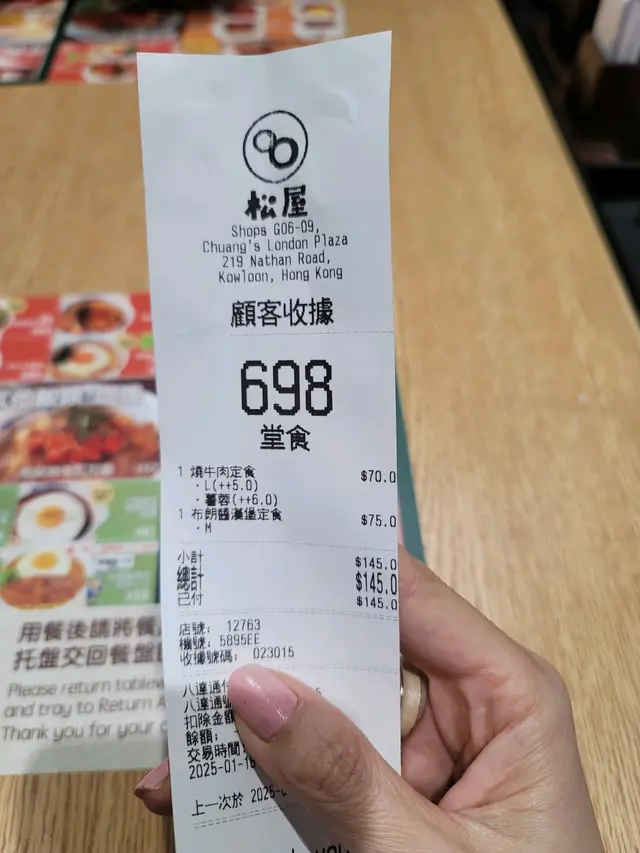 松屋
Shops G06-09,
Chuang's London Plaza
219 Nathan Road,
Kowloon, Hong Kong
顧客收據
698
堂食
1 燒牛肉定食 $70.0
・L(++5.0)
・薯蓉(++6.0)
1 布朗醬漢堡定食 $75.0
・M
小計 $145.0
總計 $145.0
已付 $145.0
店號: 12763
機號: 5895EE
收據號碼: 023015
八達通
八達通
扣除金額
餘額:
交易時間:
2025-01-1
上一次於 2025-
用餐後請將餐
托盤交回餐盤
Please return
and tray to Return
Thank you for your